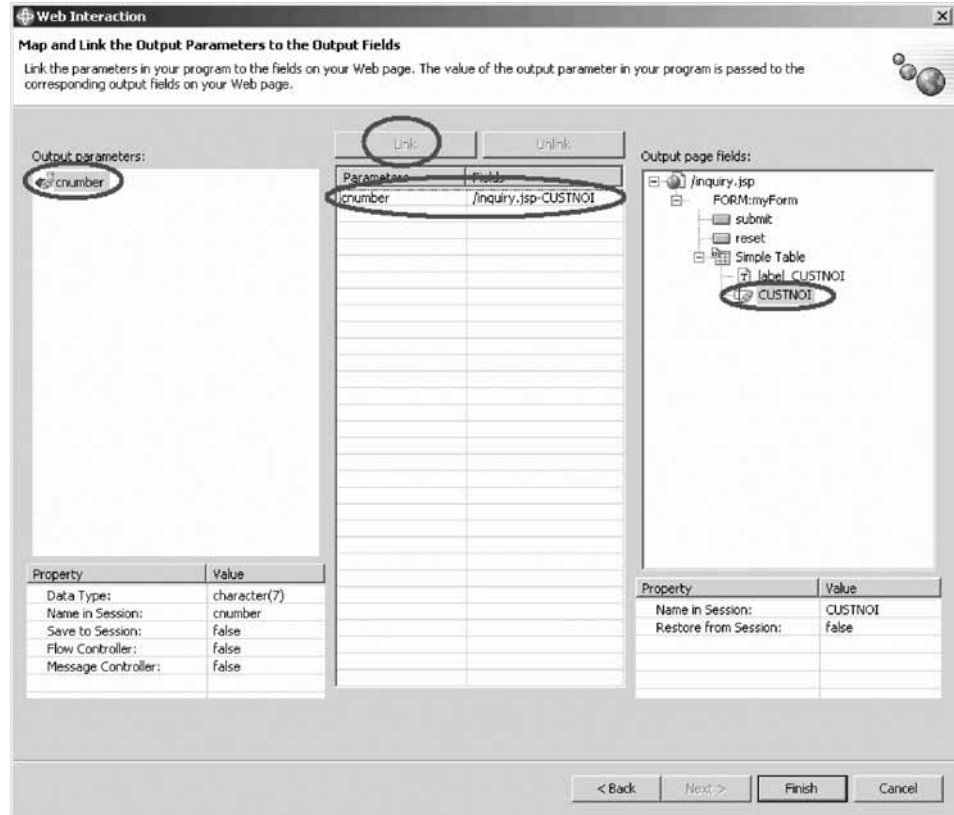 Web Interaction
Map and Link the Output Parameters to the Output Fields
Link the parameters in your program to the fields on your Web page. The value of the output parameter in your program is passed to the
corresponding output fields on your Web page.
Output parameters:
cnumber
Link
Unlink
Parameters Fields
cnumber /inquiry.jsp-CUSTNOI
Output page fields:
/inquiry.jsp
FORM:myForm
submit
reset
Simple Table
label_CUSTNOI
CUSTNOI
Property Value
Data Type: character(7)
Name in Session: cnumber
Save to Session: false
Flow Controller: false
Message Controller: false
Property Value
Name in Session: CUSTNOI
Restore from Session: false
< Back
Next >
Finish
Cancel